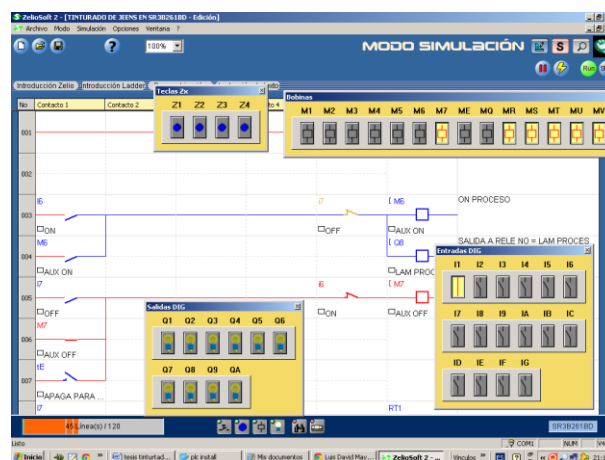 ZelioSoft 2 - [TINTURADO DE JEENS EN SR3B261BD - Edición]
Archivo Modo Simulación Opciones Ventana ?
? 100% MODO SIMULACIÓN S Run
Introducción Zelio Introducción Ladder
No Contacto 1 Contacto 2
Teclas Zx
Z1 Z2 Z3 Z4
Bobinas
M1 M2 M3 M4 M5 M6 M7 ME MQ MR MS MT MU MV
001
002
I6 i7 [ M6 ON PROCESO
003
ON OFF AUX ON
M6 [ Q8 SALIDA A RELE NO = LAM PROCES
004
AUX ON LAM PROC
I7 i6 [ M7
005
OFF ON AUX OFF
M7
006
AUX OFF
007
APAGA PARA ...
I7 RT1
Entradas DIG
I1 I2 I3 I4 I5 I6
I7 I8 I9 IA IB IC
ID IE IF IG
Salidas DIG
Q1 Q2 Q3 Q4 Q5 Q6
Q7 Q8 Q9 QA
45 Línea(s) / 120 SR3B261BD
Listo COM1 NUM
Inicio tesis tinturtad... plc install Mis documentos Luis David May... ZelioSoft 2 - ... Vínculos